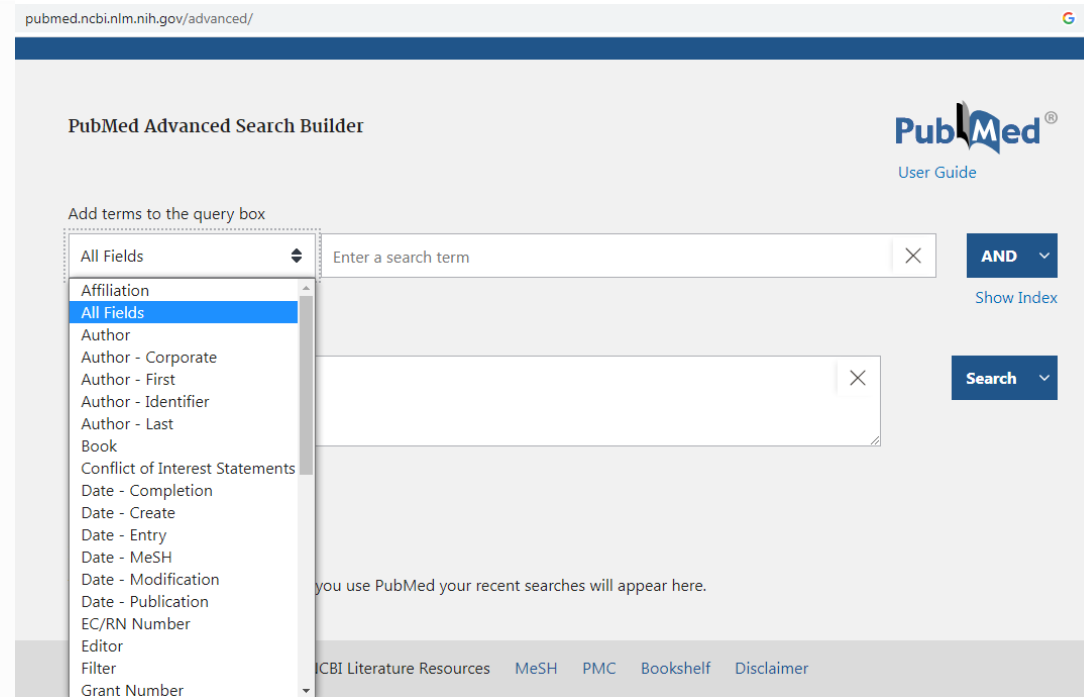 pubmed.ncbi.nlm.nih.gov/advanced/
G
PubMed Advanced Search Builder
PubMed®
User Guide
Add terms to the query box
All Fields
Enter a search term
AND
Show Index
Affiliation
All Fields
Author
Author - Corporate
Author - First
Author - Identifier
Author - Last
Book
Conflict of Interest Statements
Date - Completion
Date - Create
Date - Entry
Date - MeSH
Date - Modification
Date - Publication
EC/RN Number
Editor
Filter
Grant Number
Search
you use PubMed your recent searches will appear here.
NCBI Literature Resources MeSH PMC Bookshelf Disclaimer